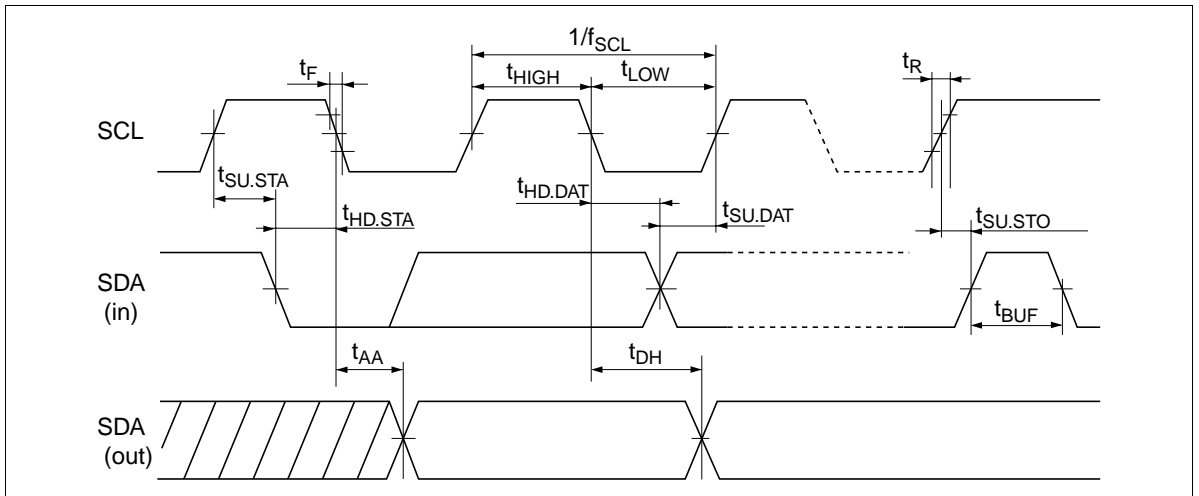 1/fSCL
tF
tHIGH
tLOW
tR
SCL
tSU.STA
tHD.DAT
tHD.STA
tSU.DAT
tSU.STO
SDA
(in)
tBUF
tAA
tDH
SDA
(out)